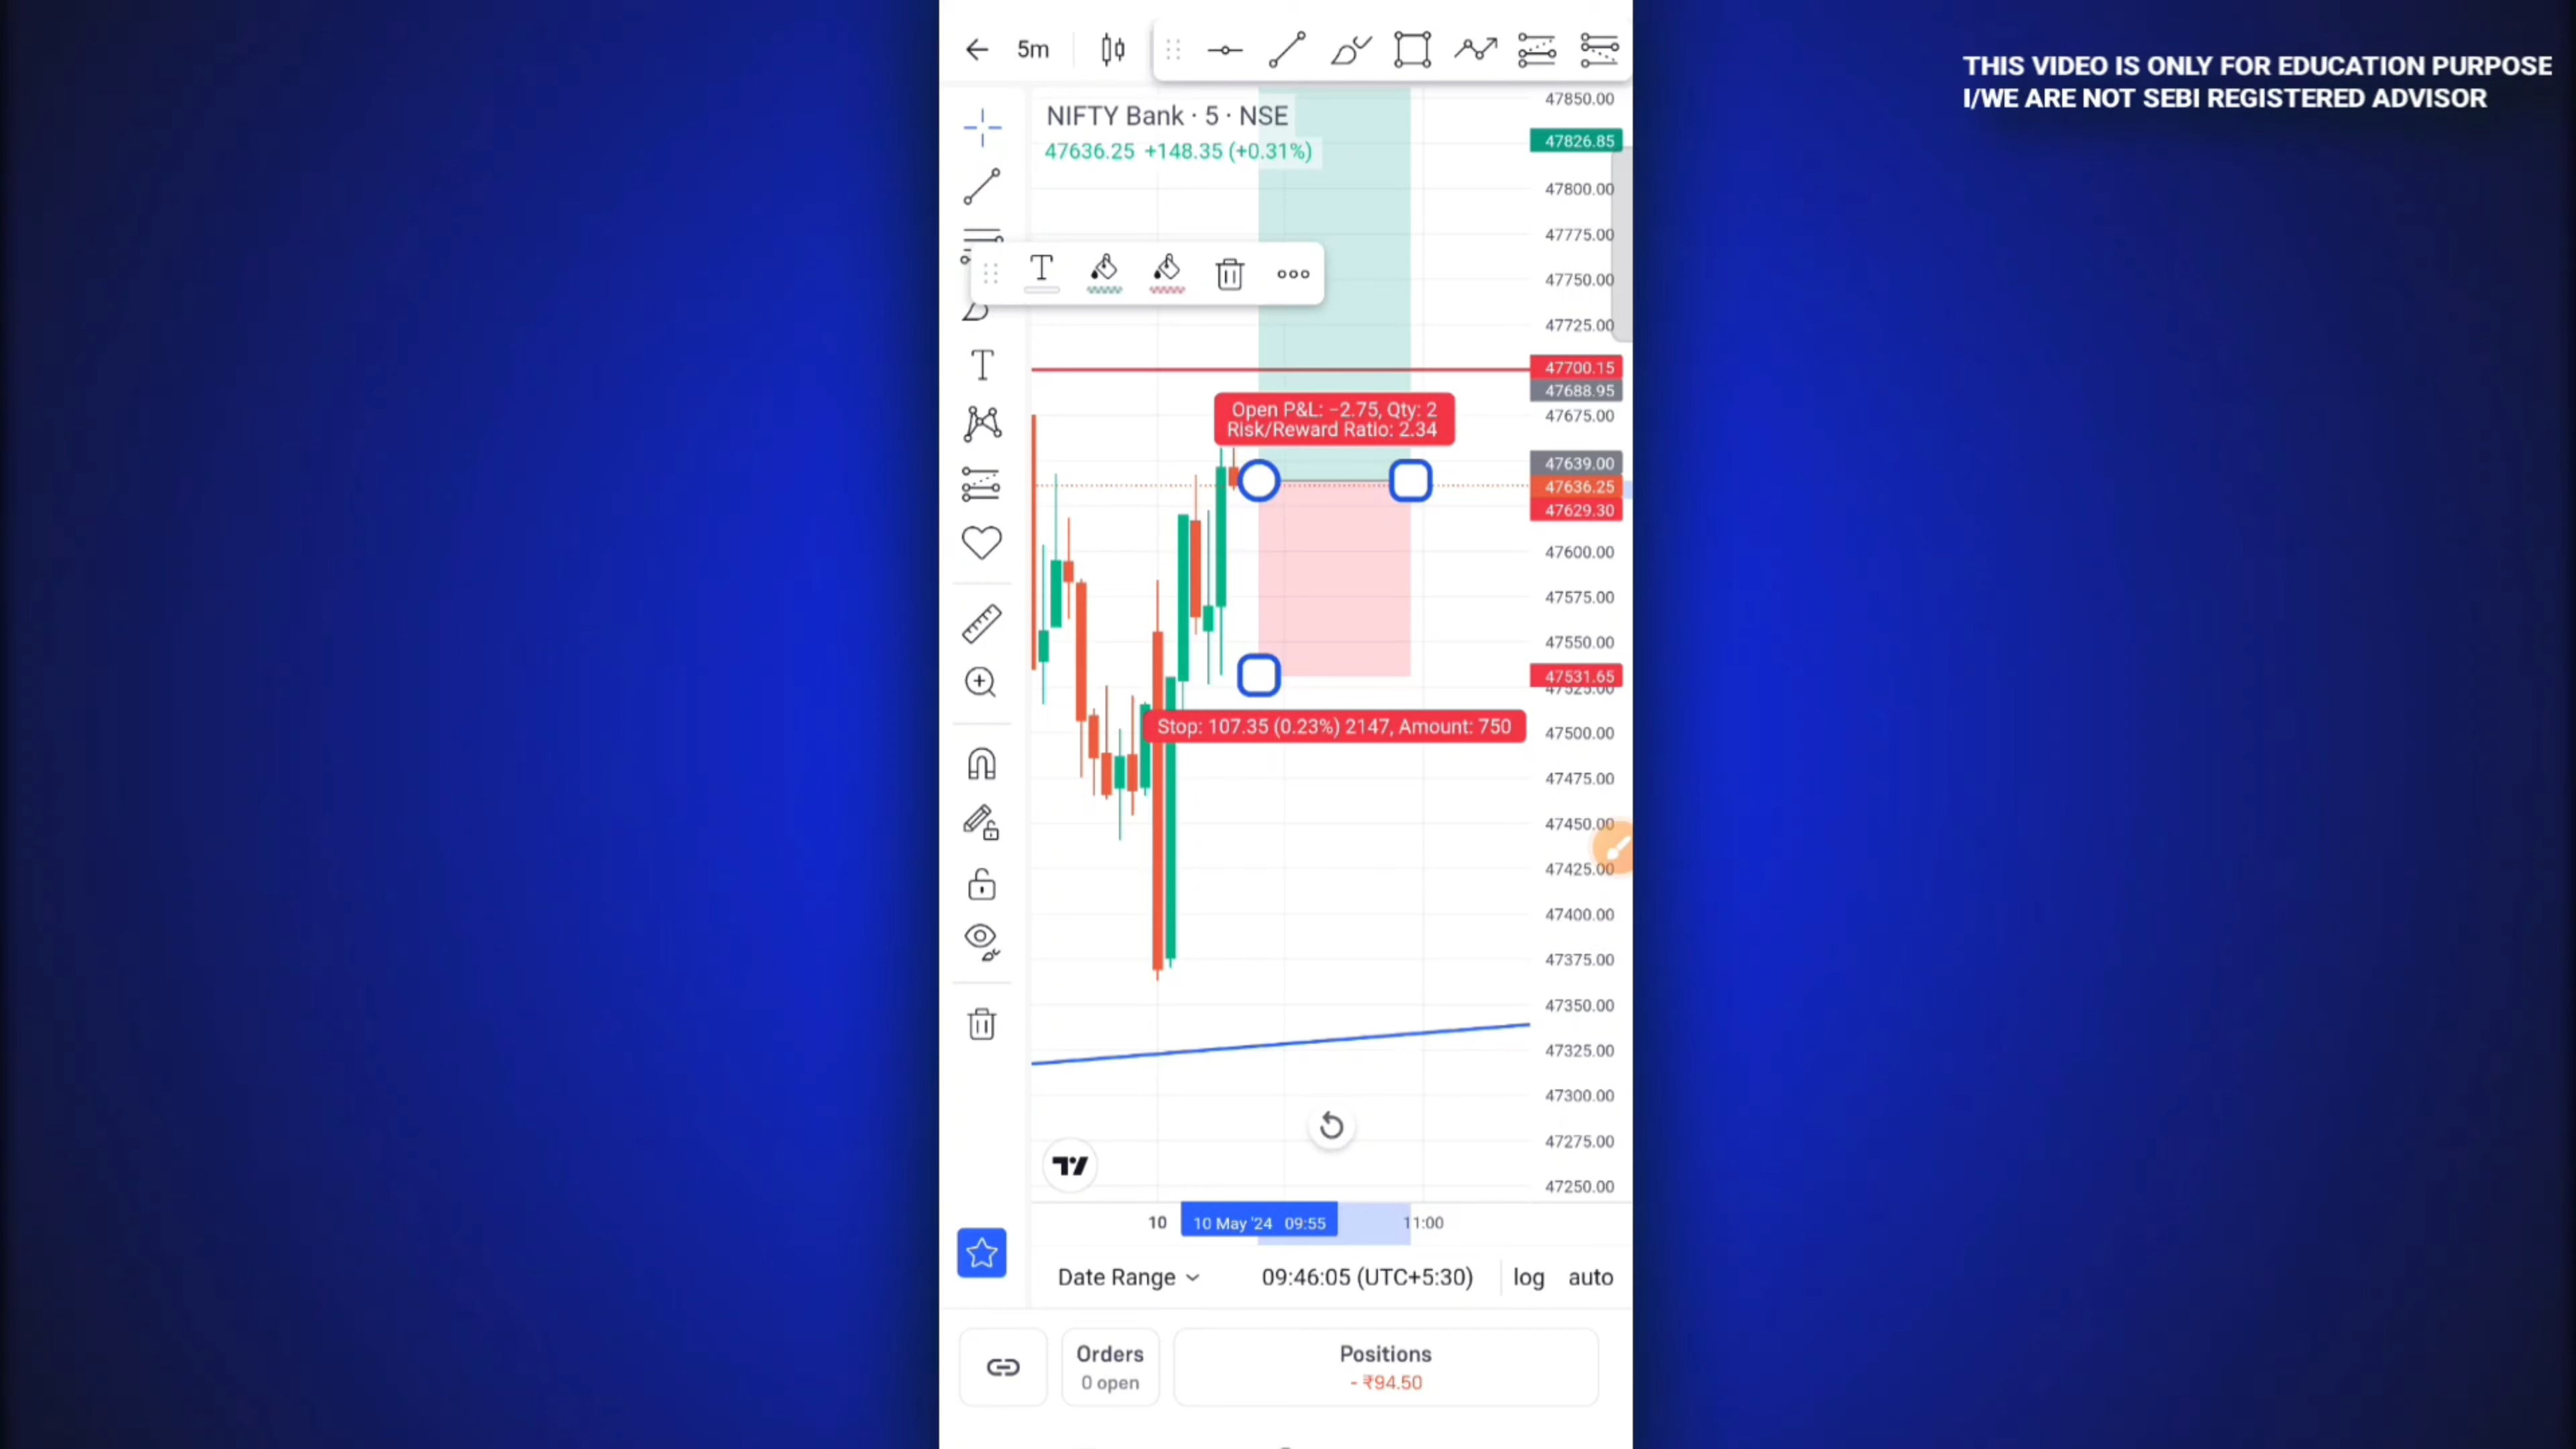 5m
THIS VIDEO IS ONLY FOR EDUCATION PURPOSE
I/WE ARE NOT SEBI REGISTERED ADVISOR
NIFTY Bank · 5 · NSE
47636.25 +148.35 (+0.31%)
47850.00
47826.85
47800.00
47775.00
47750.00
47725.00
47700.15
47688.95
47675.00
Open P&L: −2.75, Qty: 2
Risk/Reward Ratio: 2.34
47639.00
47636.25
47629.30
47600.00
47575.00
47550.00
47531.65
47525.00
Stop: 107.35 (0.23%) 2147, Amount: 750
47500.00
47475.00
47450.00
47425.00
47400.00
47375.00
47350.00
47325.00
47300.00
47275.00
47250.00
10
10 May '24 09:55
11:00
Date Range
09:46:05 (UTC+5:30)
log
auto
Orders
0 open
Positions
- ₹94.50